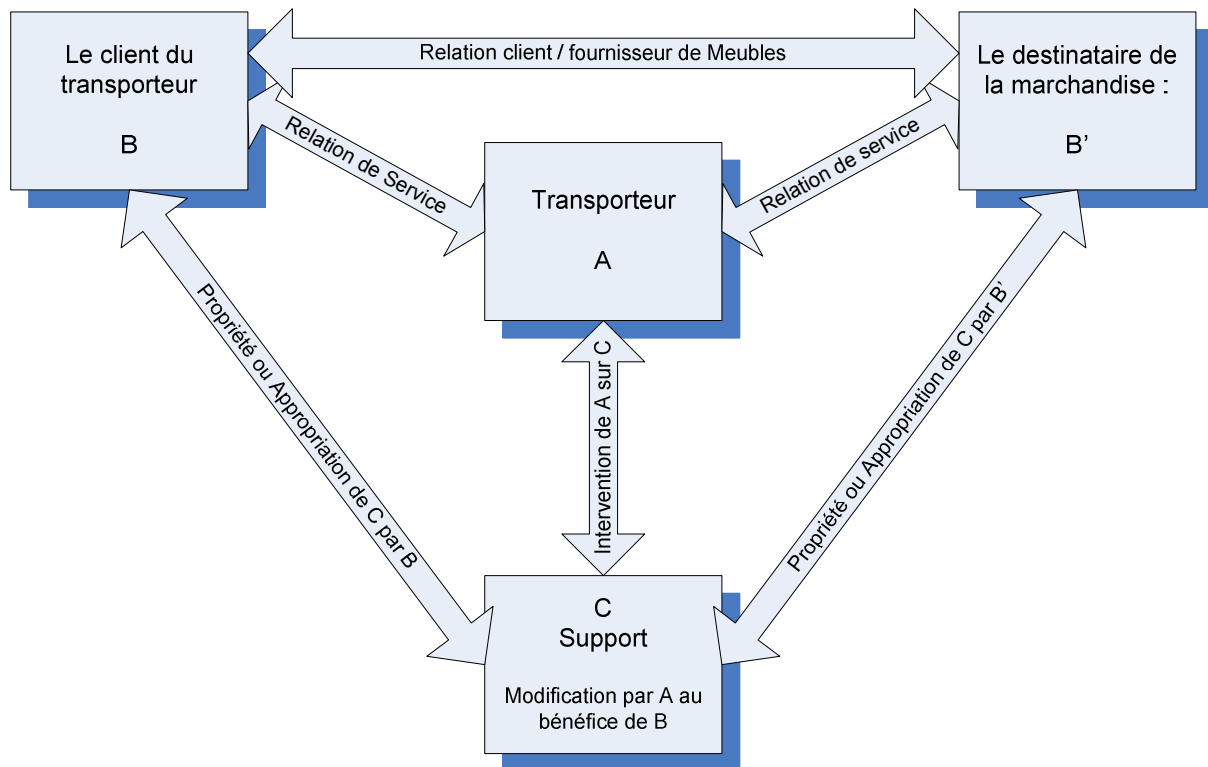 Le client du
transporteur
B
Relation client / fournisseur de Meubles
Le destinataire de
la marchandise :
B’
Relation de Service
Relation de service
Transporteur
A
Propriété ou Appropriation de C par B
Intervention de A sur C
Propriété ou Appropriation de C par B’
C
Support
Modification par A au
bénéfice de B